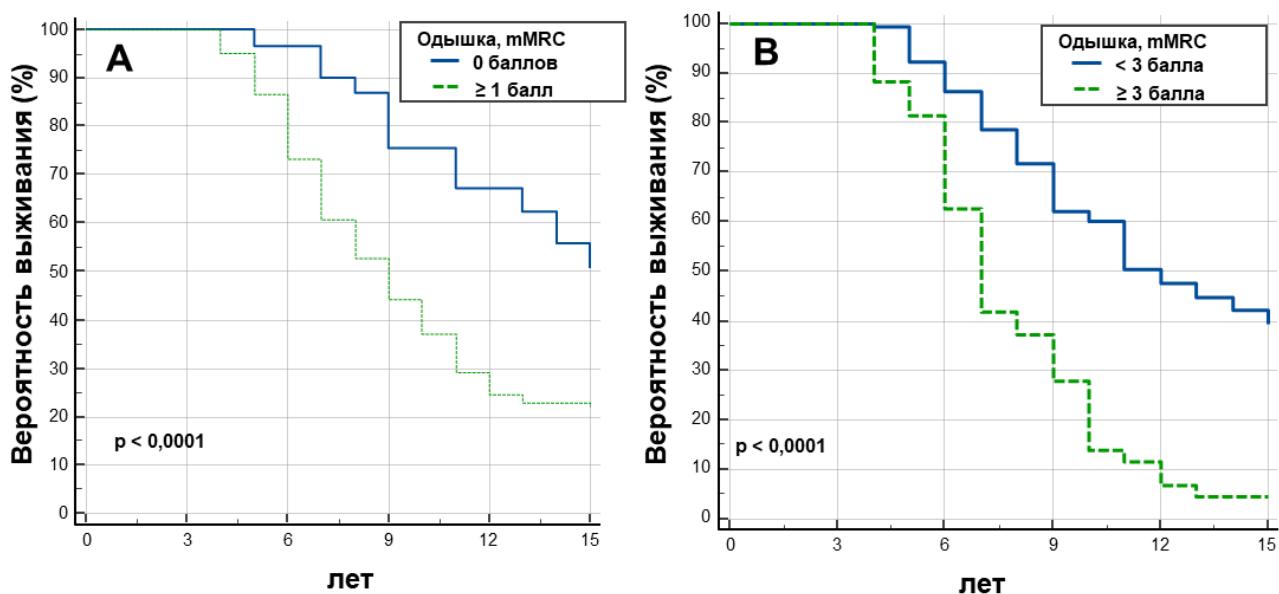 A
Одышка, mMRC
0 баллов
≥ 1 балл
Вероятность выживания (%)
100
90
80
70
60
50
40
30
20
10
0
p < 0,0001
0 3 6 9 12 15
лет
B
Одышка, mMRC
< 3 балла
≥ 3 балла
Вероятность выживания (%)
100
90
80
70
60
50
40
30
20
10
0
p < 0,0001
0 3 6 9 12 15
лет